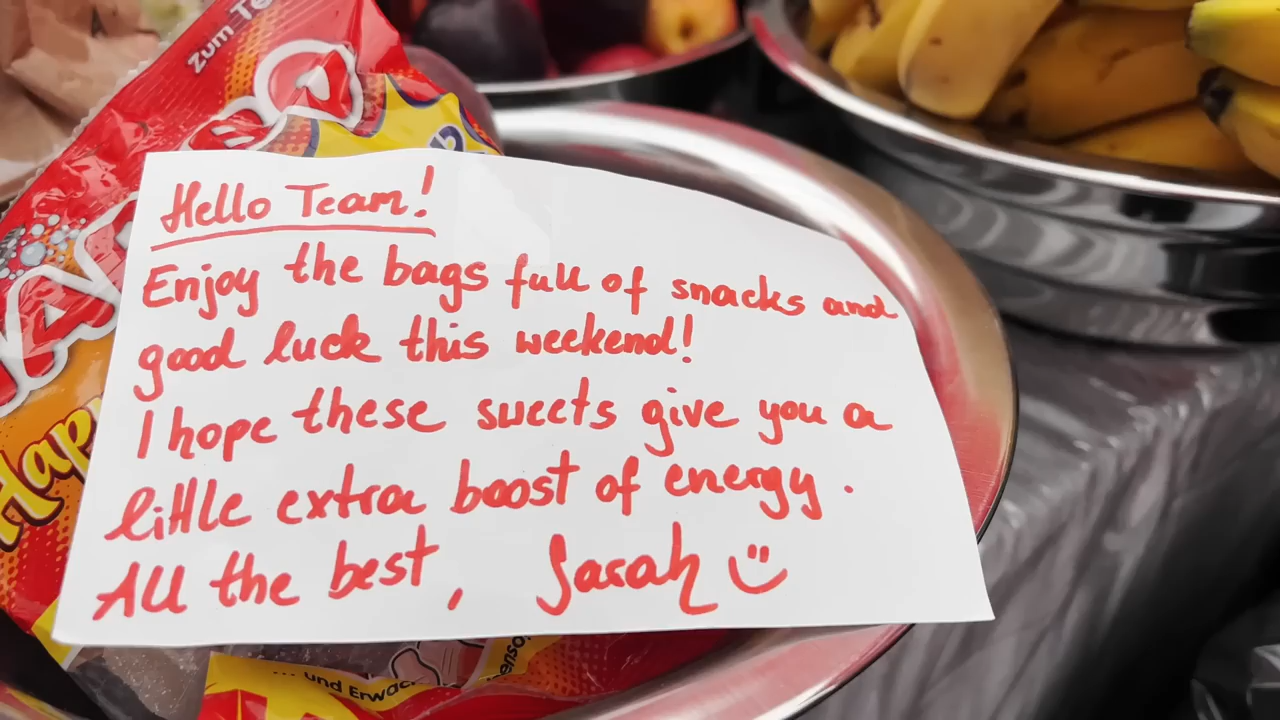 zum Te
Hello Team!
Enjoy the bags full of snacks and
good luck this weekend!
I hope these sweets give you a
little extra boost of energy.
All the best, Sarah
Hap
und Erwac